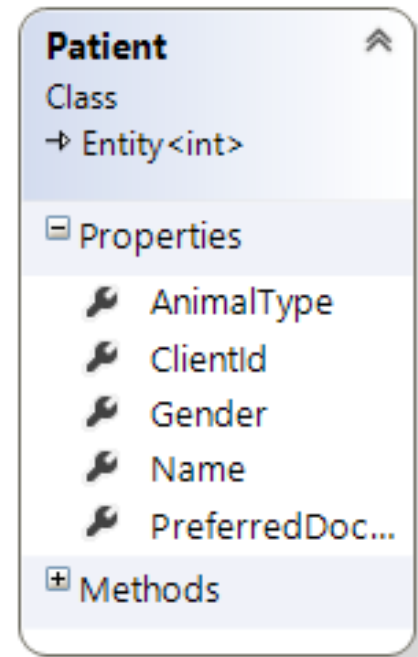 Patient
Class
Entity<int>
Properties
AnimalType
ClientId
Gender
Name
PreferredDoc...
Methods